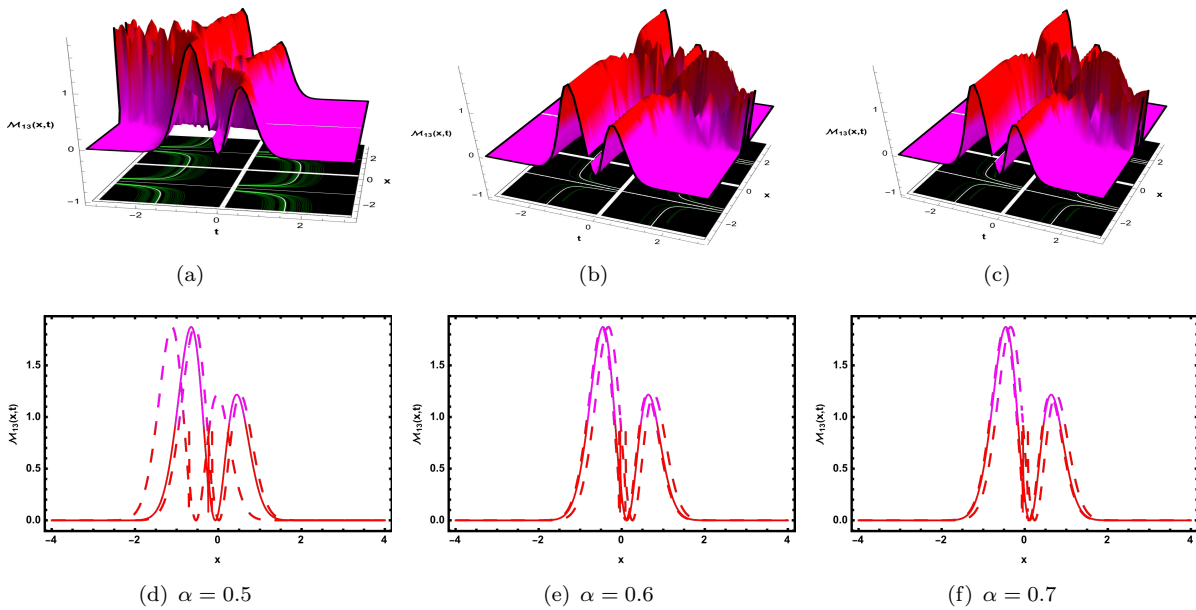 1
ℳ₁₃(x,t)
0
−1
−2
0
2
t
2
0
−2
x
(a)
1
ℳ₁₃(x,t)
0
−1
−2
0
2
t
2
0
−2
x
(b)
1
ℳ₁₃(x,t)
0
−1
−2
0
2
t
2
0
−2
x
(c)
ℳ₁₃(x,t)
1.5
1.0
0.5
0.0
−4 −2 0 2 4
x
(d) α = 0.5
ℳ₁₃(x,t)
1.5
1.0
0.5
0.0
−4 −2 0 2 4
x
(e) α = 0.6
ℳ₁₃(x,t)
1.5
1.0
0.5
0.0
−4 −2 0 2 4
x
(f) α = 0.7